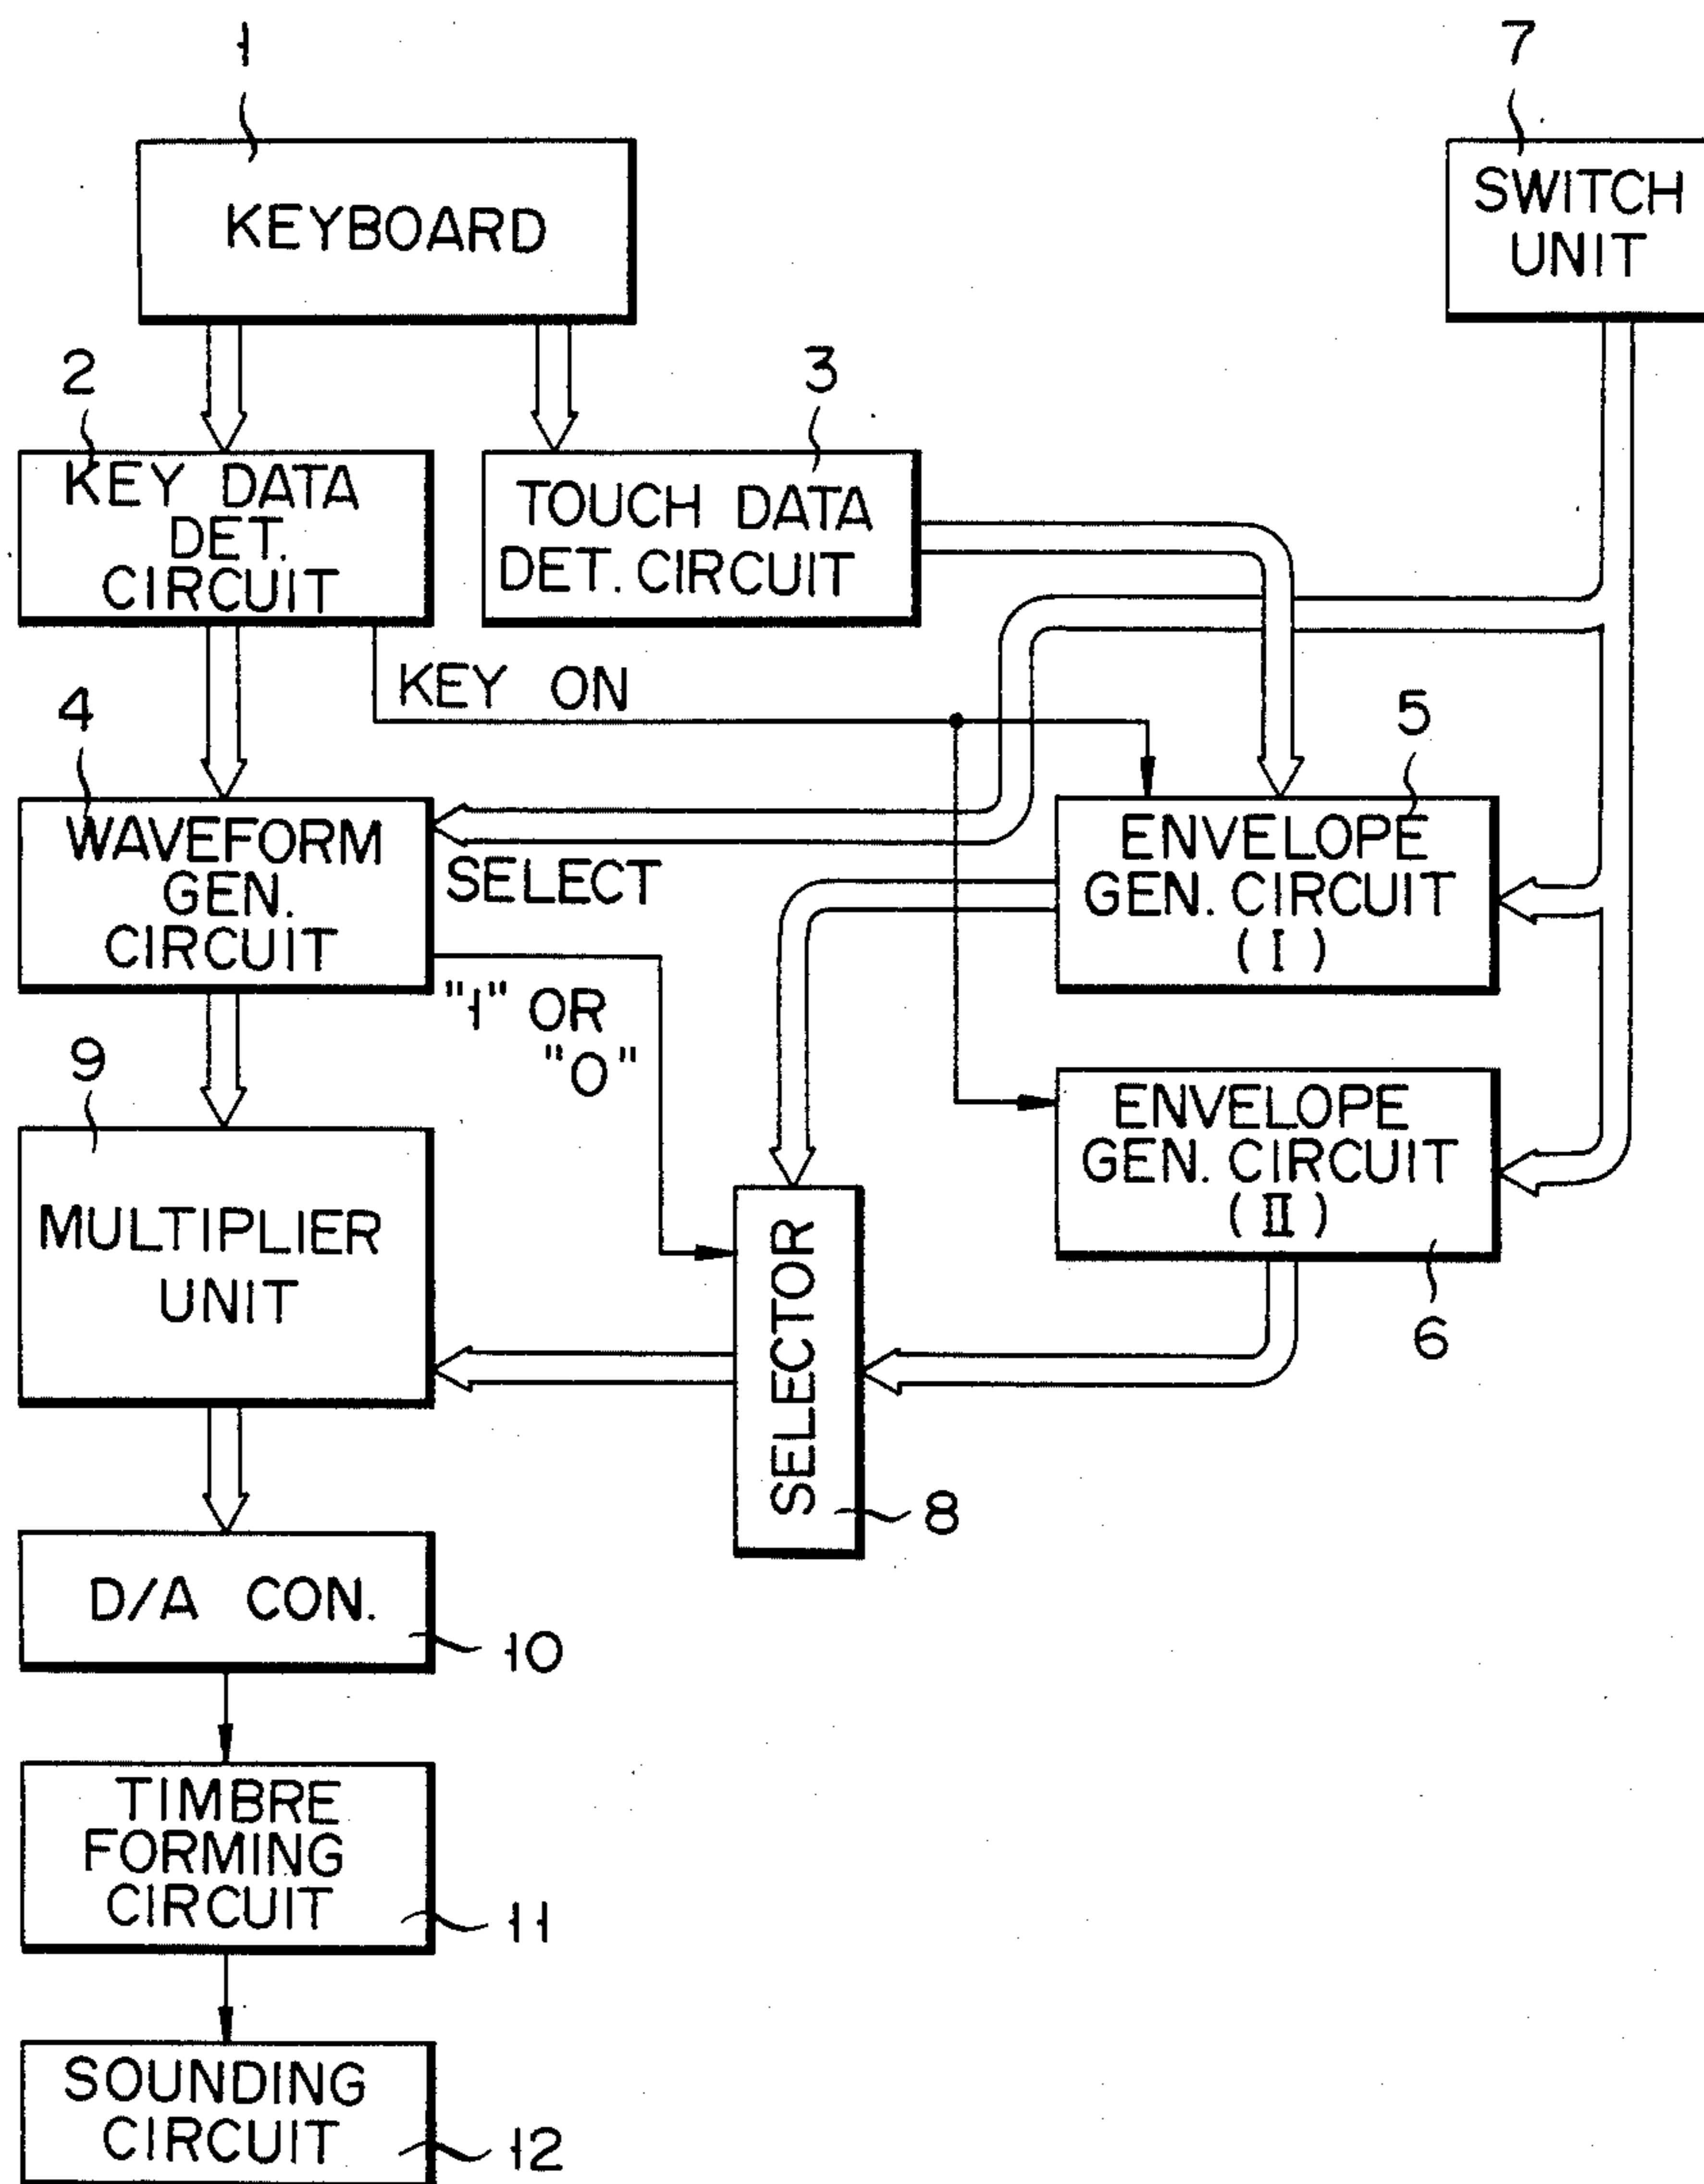 1
7
KEYBOARD
SWITCH
UNIT
2
3
KEY DATA
DET.
CIRCUIT
TOUCH DATA
DET. CIRCUIT
KEY ON
4
5
WAVEFORM
GEN.
CIRCUIT
SELECT
ENVELOPE
GEN. CIRCUIT
(I)
"1" OR
"0"
9
ENVELOPE
GEN. CIRCUIT
(II)
6
MULTIPLIER
UNIT
SELECTOR
8
D/A CON.
10
TIMBRE
FORMING
CIRCUIT
11
SOUNDING
CIRCUIT
12